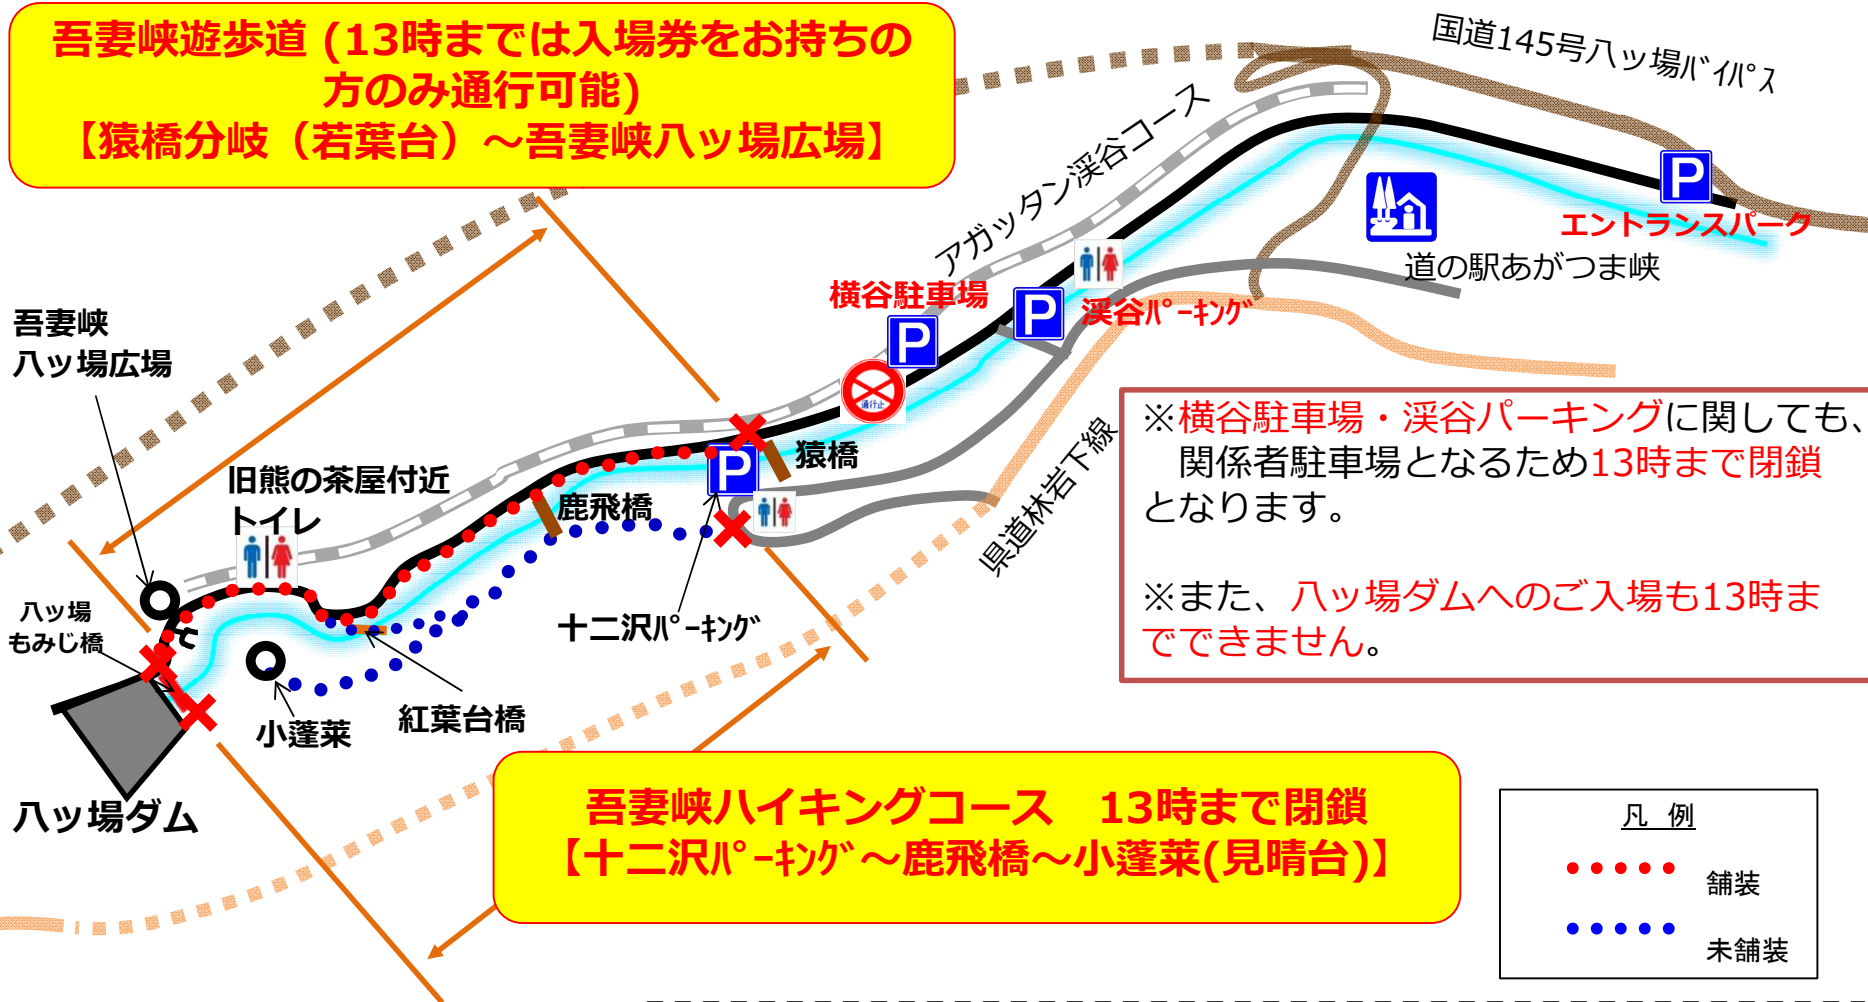 吾妻峡遊歩道 (13時までは入場券をお持ちの
方のみ通行可能)
【猿橋分岐（若葉台）～吾妻峡八ッ場広場】
国道145号八ッ場ﾊﾞｲﾊﾟｽ
アガッタン渓谷コース
P
エントランスパーク
道の駅あがつま峡
横谷駐車場
P
P
渓谷ﾊﾟｰｷﾝｸﾞ
吾妻峡
八ッ場広場
通行止
猿橋
P
旧熊の茶屋付近
トイレ
鹿飛橋
県道林岩下線
※横谷駐車場・渓谷パーキングに関しても、
関係者駐車場となるため13時まで閉鎖
となります。
※また、八ッ場ダムへのご入場も13時ま
でできません。
八ッ場
もみじ橋
十二沢ﾊﾟｰｷﾝｸﾞ
小蓬莱
紅葉台橋
八ッ場ダム
吾妻峡ハイキングコース　13時まで閉鎖
【十二沢ﾊﾟｰｷﾝｸﾞ～鹿飛橋～小蓬莱(見晴台)】
凡 例
舗装
未舗装